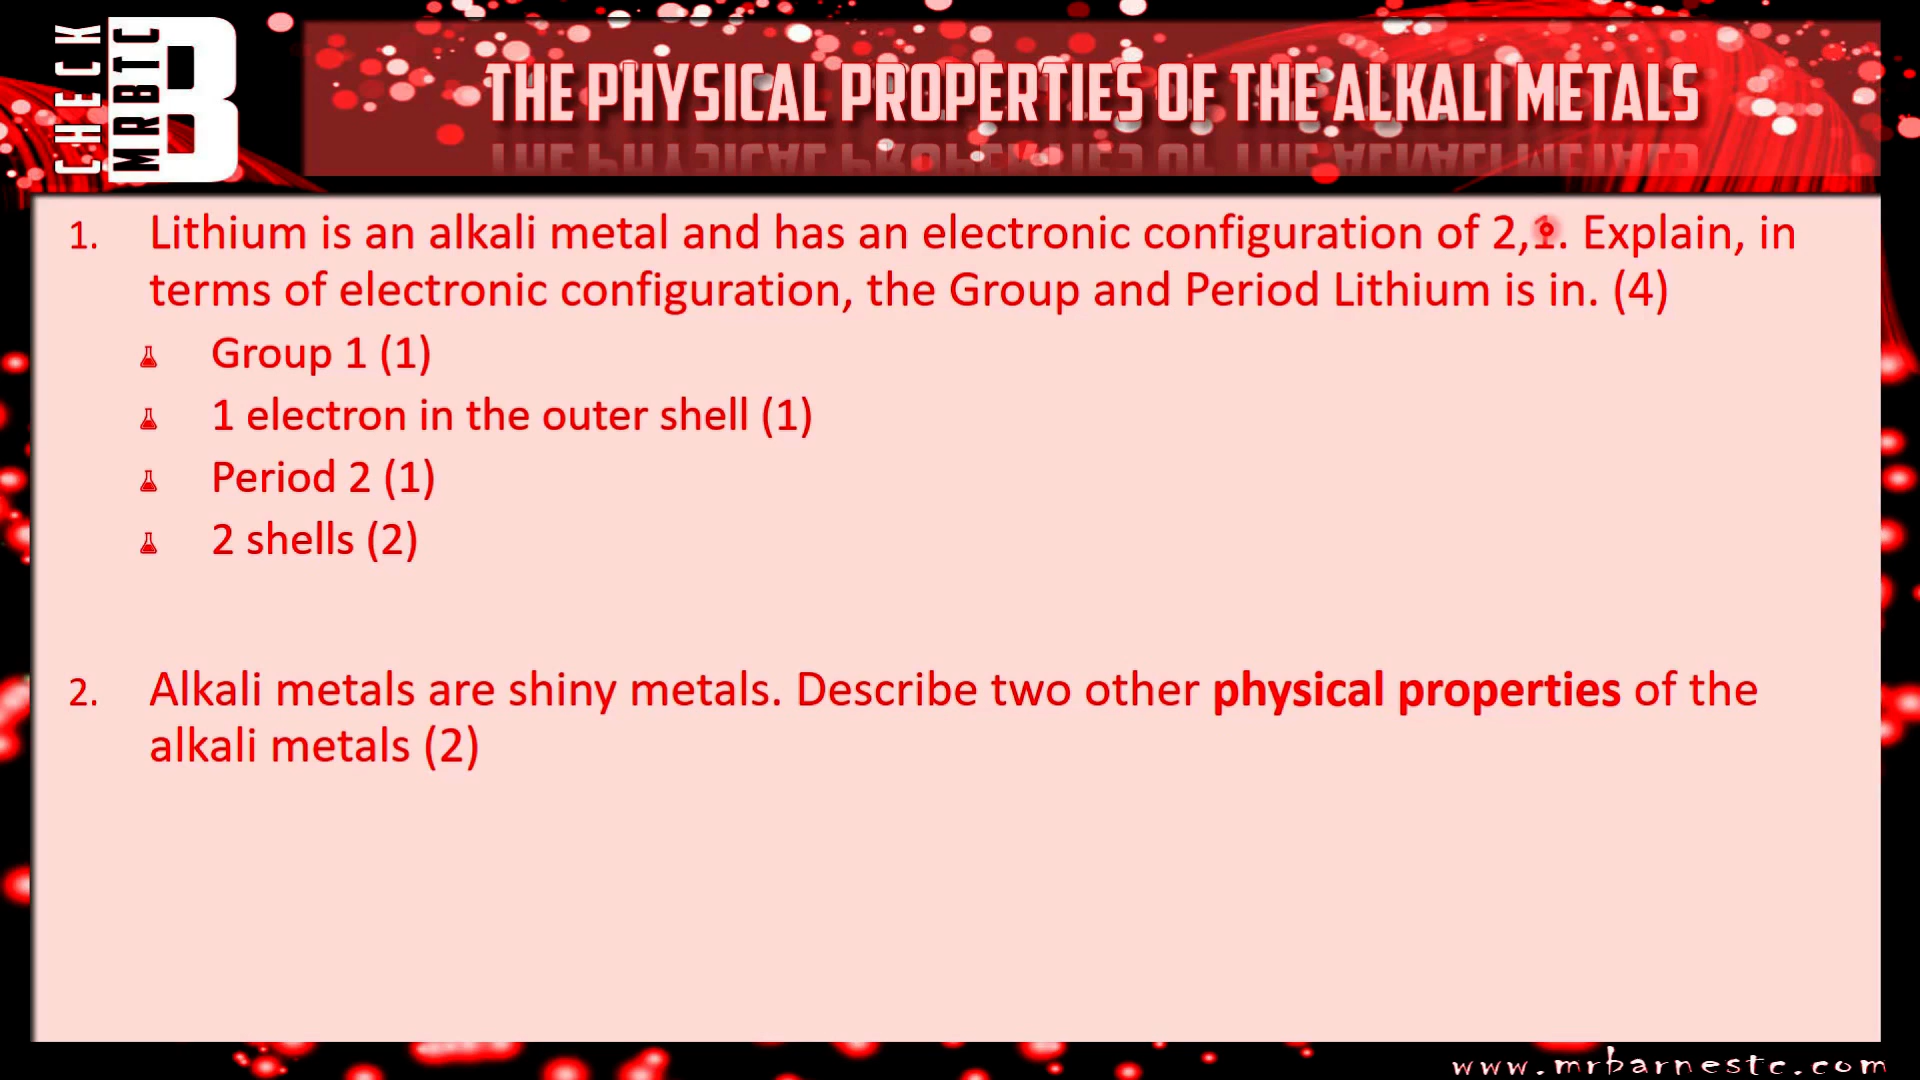 CHECK
MRBTC
B
THE PHYSICAL PROPERTIES OF THE ALKALI METALS
1. Lithium is an alkali metal and has an electronic configuration of 2,1. Explain, in
terms of electronic configuration, the Group and Period Lithium is in. (4)
Group 1 (1)
1 electron in the outer shell (1)
Period 2 (1)
2 shells (2)
2. Alkali metals are shiny metals. Describe two other physical properties of the
alkali metals (2)
www.mrbarnestc.com